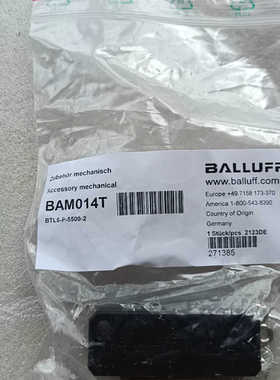 Zubehör mechanisch
Accessory mechanical
BAM014T
BTL5-P-5500-2
BALLUFF
www.balluff.com
Europe +49 7158 173-370
America 1-800-543-8390
Country of Origin
Germany
1 Stück/pcs 2123DE
271385